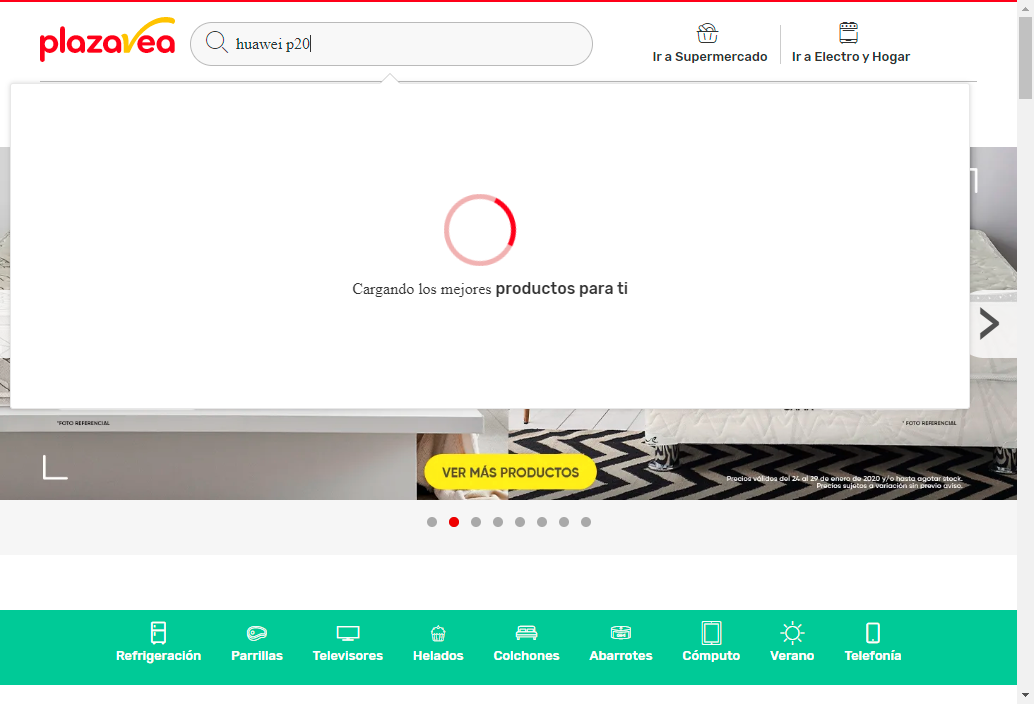 plazavea
huawei p20
Ir a Supermercado
Ir a Electro y Hogar
Cargando los mejores productos para ti
*FOTO REFERENCIAL
* FOTO REFERENCIAL
VER MÁS PRODUCTOS
Precios válidos del 24 al 29 de enero de 2020 y/o hasta agotar stock.
Precios sujetos a variación sin previo aviso.
Refrigeración
Parrillas
Televisores
Helados
Colchones
Abarrotes
Cómputo
Verano
Telefonía